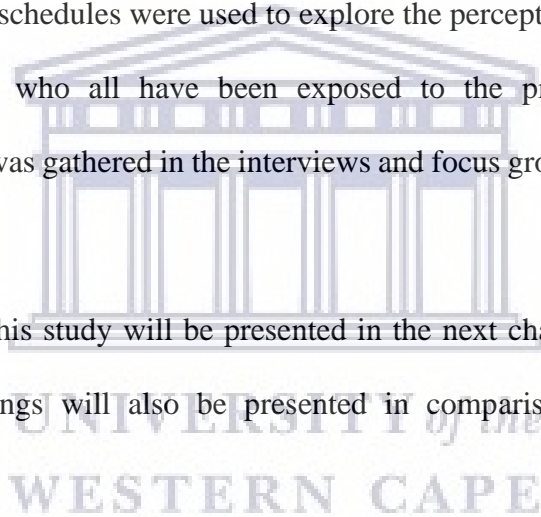 schedules were used to explore the percept
who all have been exposed to the pr
was gathered in the interviews and focus gro
his study will be presented in the next cha
ngs will also be presented in comparis
UNIVERSITY of the
WESTERN CAPE